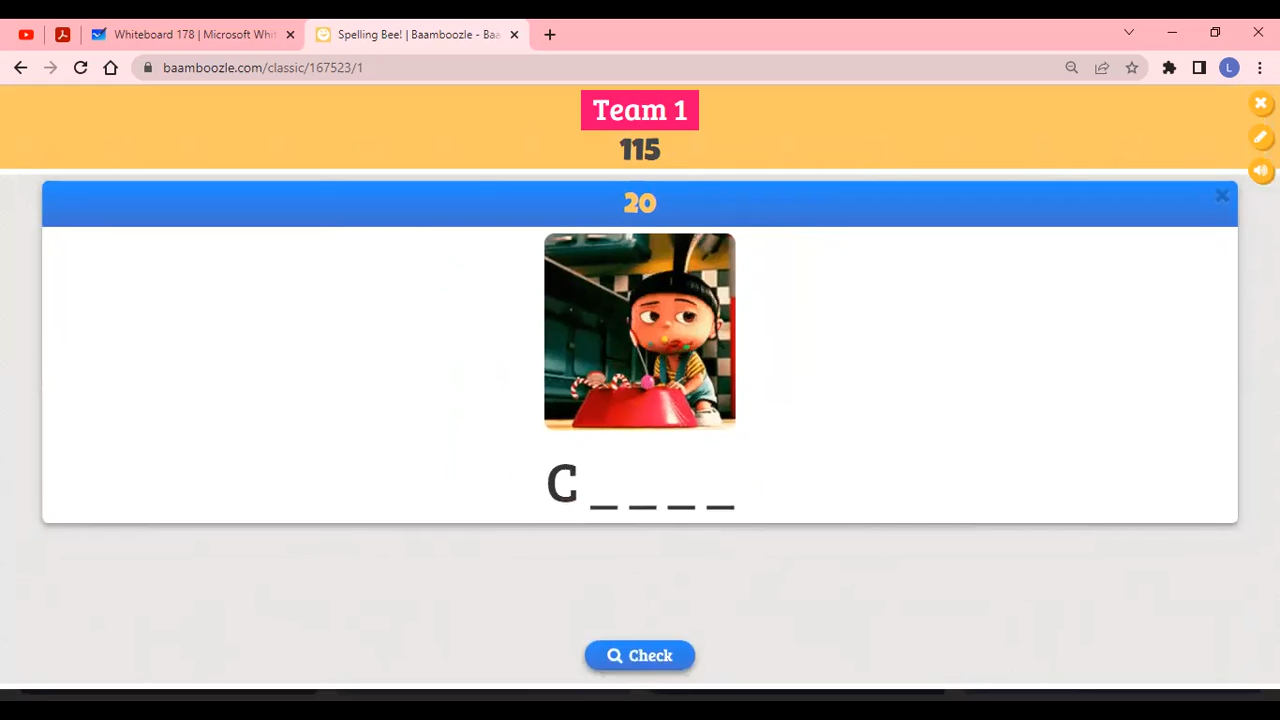 Whiteboard 178 | Microsoft Whi
Spelling Bee! | Baamboozle - Baa
baamboozle.com/classic/167523/1
L
Team 1
115
20
C _ _ _ _
Check